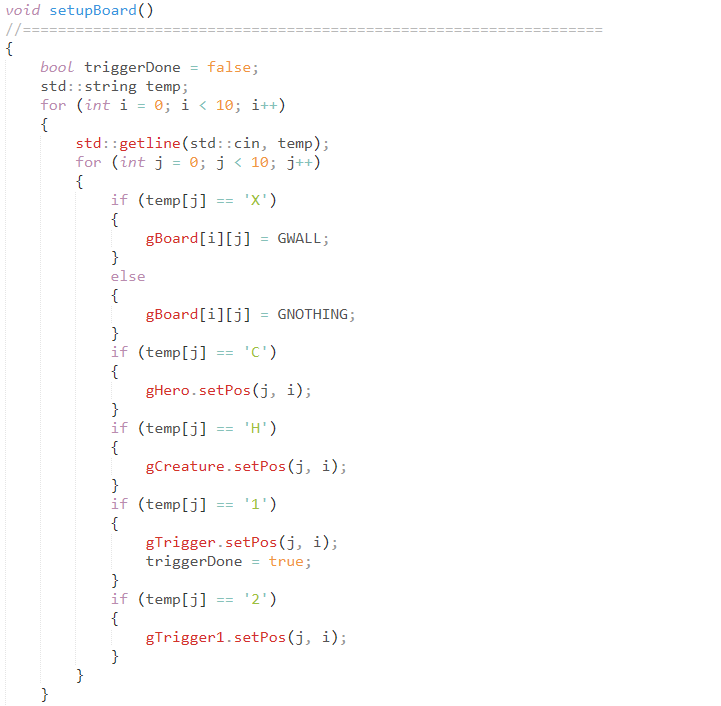 void setupBoard()
//=================================================================
{
    bool triggerDone = false;
    std::string temp;
    for (int i = 0; i < 10; i++)
    {
        std::getline(std::cin, temp);
        for (int j = 0; j < 10; j++)
        {
            if (temp[j] == 'X')
            {
                gBoard[i][j] = GWALL;
            }
            else
            {
                gBoard[i][j] = GNOTHING;
            }
            if (temp[j] == 'C')
            {
                gHero.setPos(j, i);
            }
            if (temp[j] == 'H')
            {
                gCreature.setPos(j, i);
            }
            if (temp[j] == '1')
            {
                gTrigger.setPos(j, i);
                triggerDone = true;
            }
            if (temp[j] == '2')
            {
                gTrigger1.setPos(j, i);
            }
        }
    }